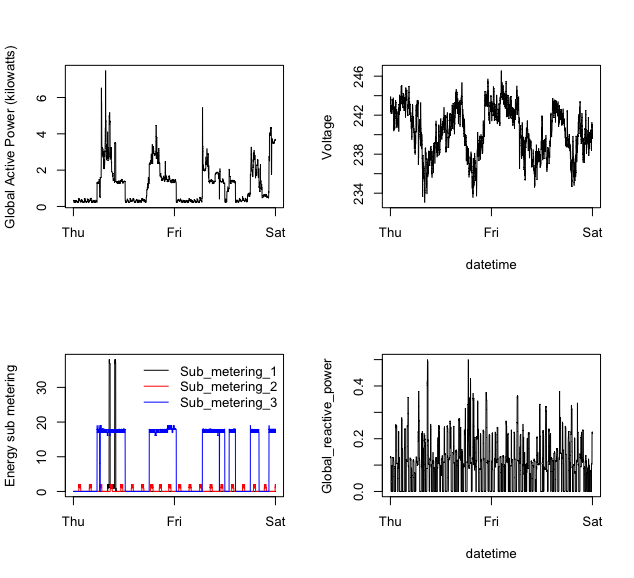 Global Active Power (kilowatts)
0 2 4 6
Thu Fri Sat
Voltage
234 238 242 246
Thu Fri Sat
datetime
Energy sub metering
0 10 20 30
Sub_metering_1
Sub_metering_2
Sub_metering_3
Thu Fri Sat
Global_reactive_power
0.0 0.2 0.4
Thu Fri Sat
datetime